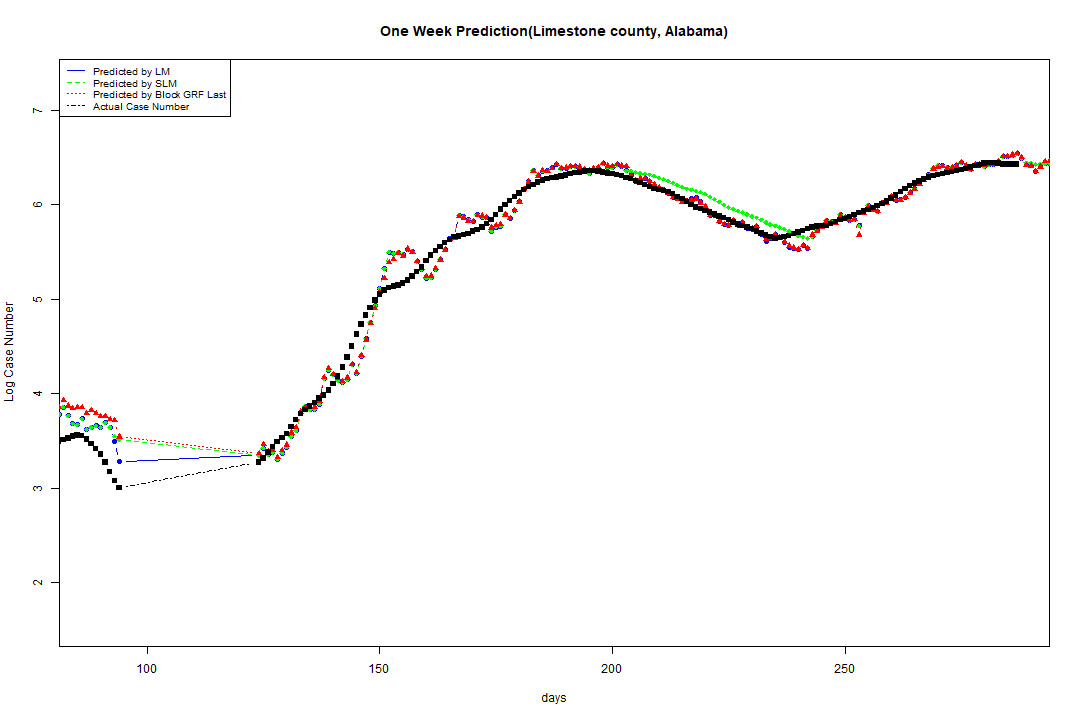 One Week Prediction(Limestone county, Alabama)
Predicted by LM
Predicted by SLM
Predicted by Block GRF Last
Actual Case Number
7
6
5
4
3
2
Log Case Number
100 150 200 250
days